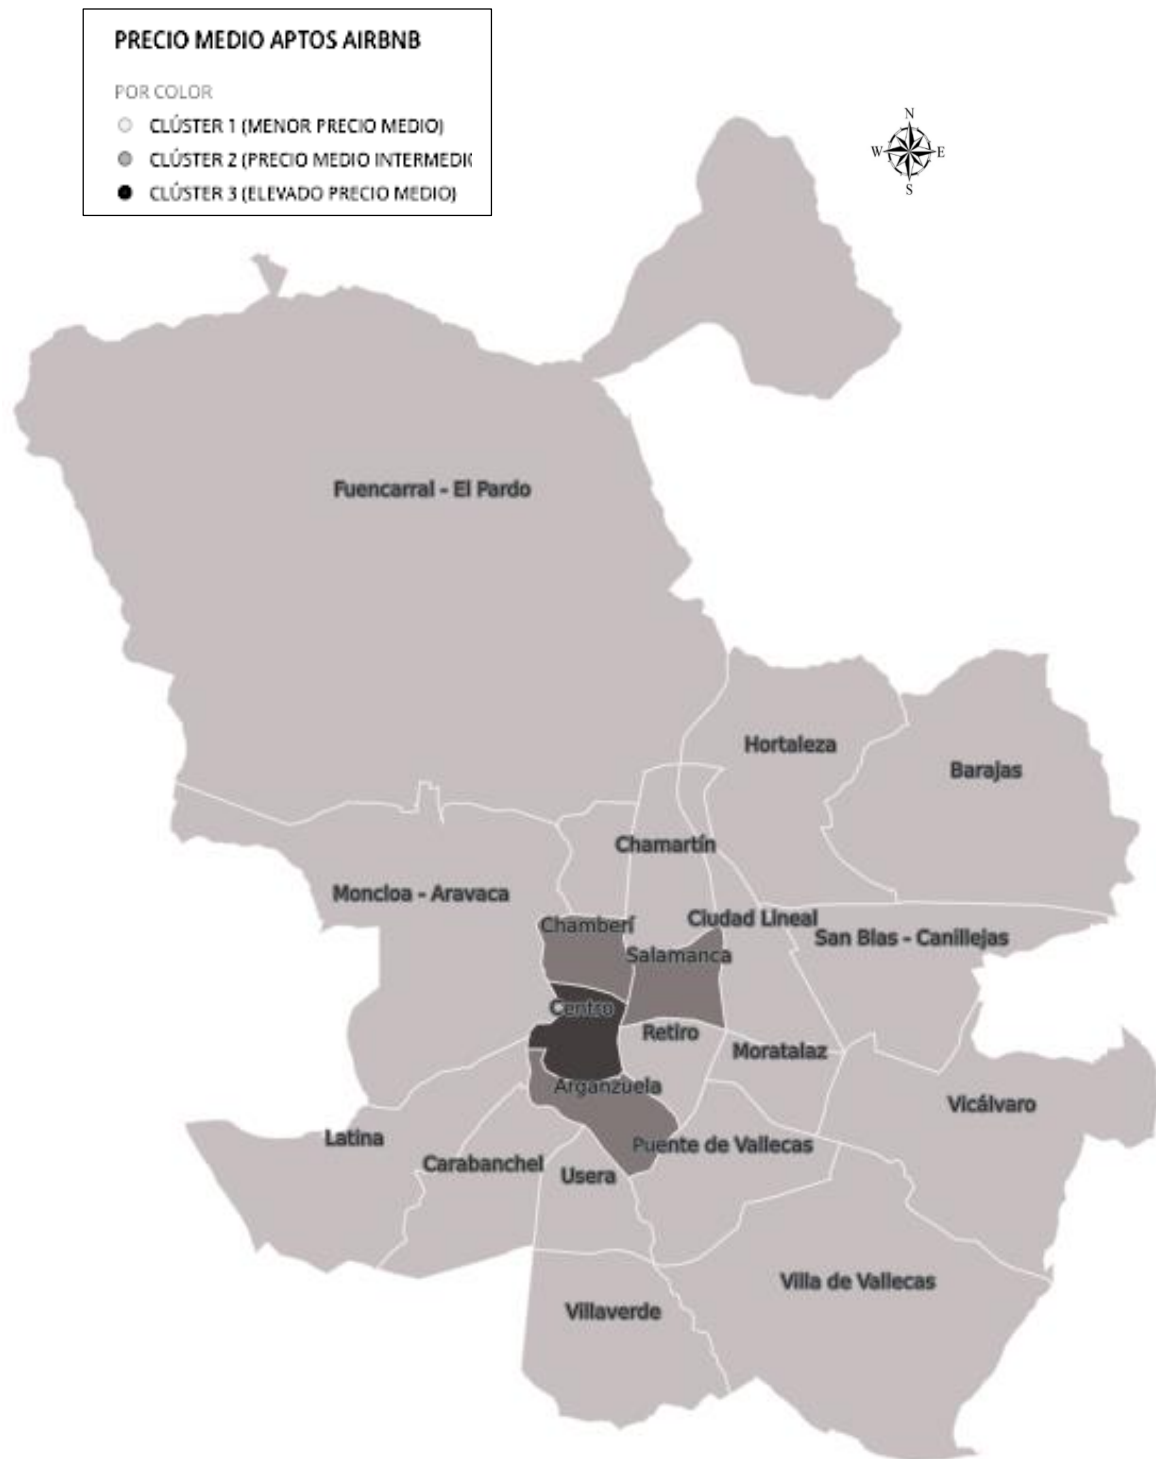 PRECIO MEDIO APTOS AIRBNB
POR COLOR
CLÚSTER 1 (MENOR PRECIO MEDIO)
CLÚSTER 2 (PRECIO MEDIO INTERMEDI
CLÚSTER 3 (ELEVADO PRECIO MEDIO)
N
W E
S
Fuencarral - El Pardo
Hortaleza
Barajas
Chamartín
Moncloa - Aravaca
Chamberí
Ciudad Lineal
San Blas - Canillejas
Salamanca
Centro
Retiro
Moratalaz
Arganzuela
Vicálvaro
Latina
Puente de Vallecas
Carabanchel
Usera
Villa de Vallecas
Villaverde